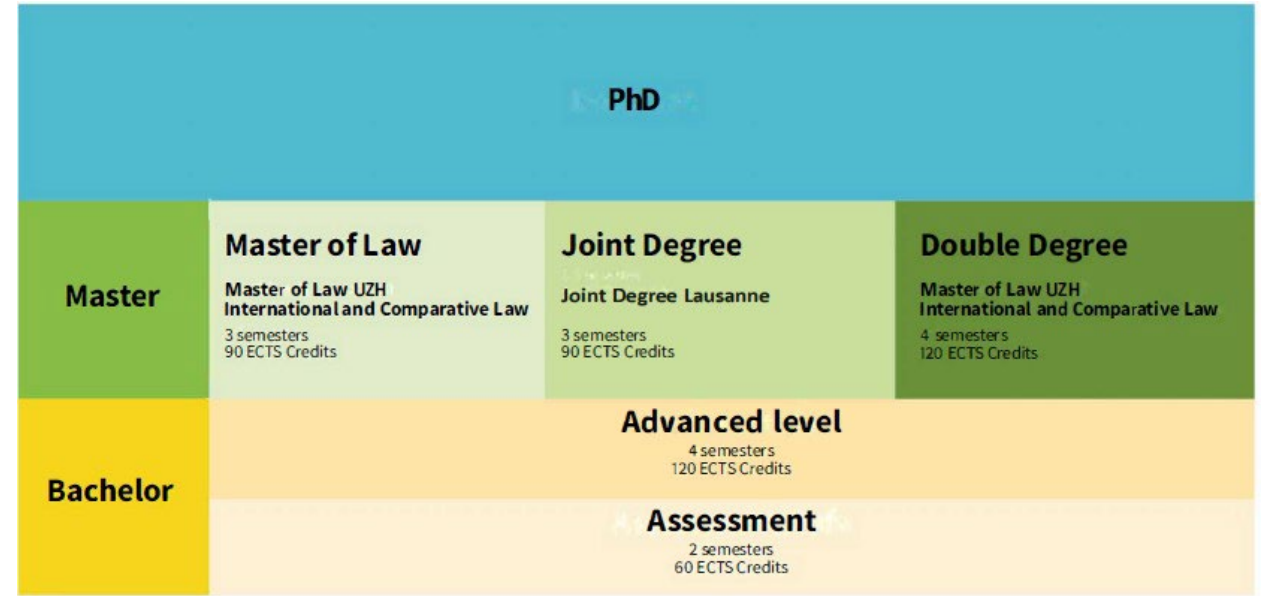 PhD
Master
Master of Law
Master of Law UZH
International and Comparative Law
3 semesters
90 ECTS Credits
Joint Degree
Joint Degree Lausanne
3 semesters
90 ECTS Credits
Double Degree
Master of Law UZH
International and Comparative Law
4 semesters
120 ECTS Credits
Bachelor
Advanced level
4 semesters
120 ECTS Credits
Assessment
2 semesters
60 ECTS Credits